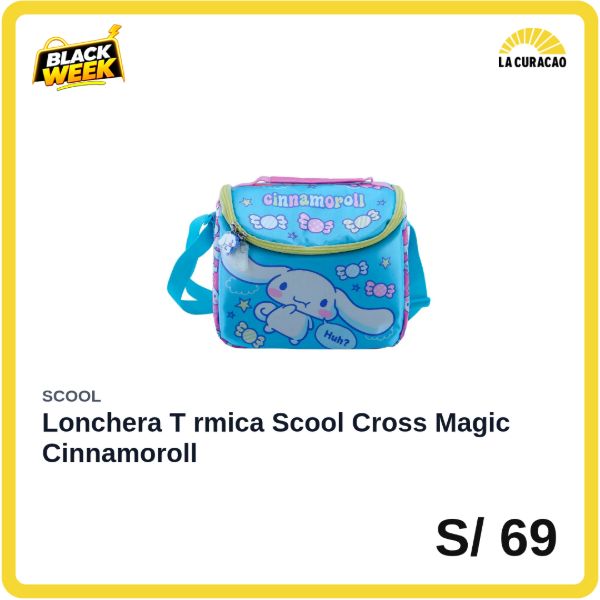 BLACK
WEEK
LA CURACAO
cinnamoroll
Huh?
SCOOL
Lonchera T rmica Scool Cross Magic
Cinnamoroll
S/ 69